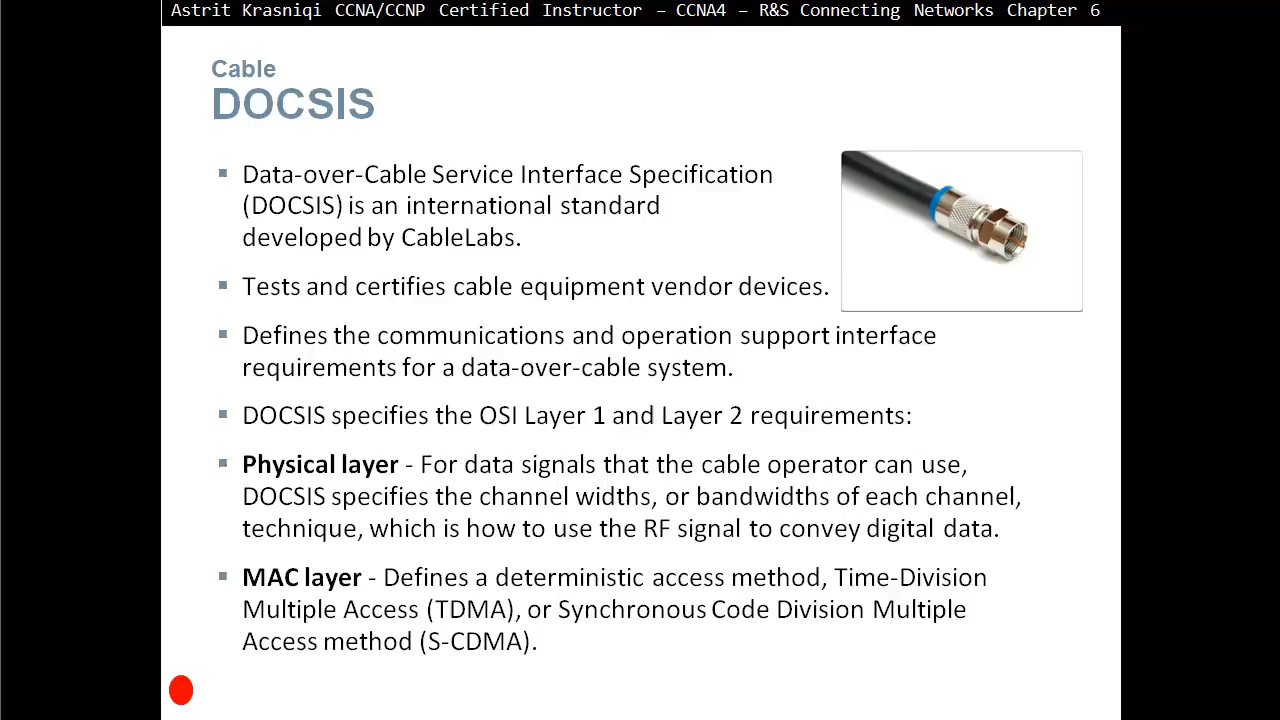 Astrit Krasniqi CCNA/CCNP Certified Instructor – CCNA4 – R&S Connecting Networks Chapter 6
Cable
DOCSIS
▪ Data-over-Cable Service Interface Specification
(DOCSIS) is an international standard
developed by CableLabs.
▪ Tests and certifies cable equipment vendor devices.
▪ Defines the communications and operation support interface
requirements for a data-over-cable system.
▪ DOCSIS specifies the OSI Layer 1 and Layer 2 requirements:
▪ Physical layer - For data signals that the cable operator can use,
DOCSIS specifies the channel widths, or bandwidths of each channel,
technique, which is how to use the RF signal to convey digital data.
▪ MAC layer - Defines a deterministic access method, Time-Division
Multiple Access (TDMA), or Synchronous Code Division Multiple
Access method (S-CDMA).